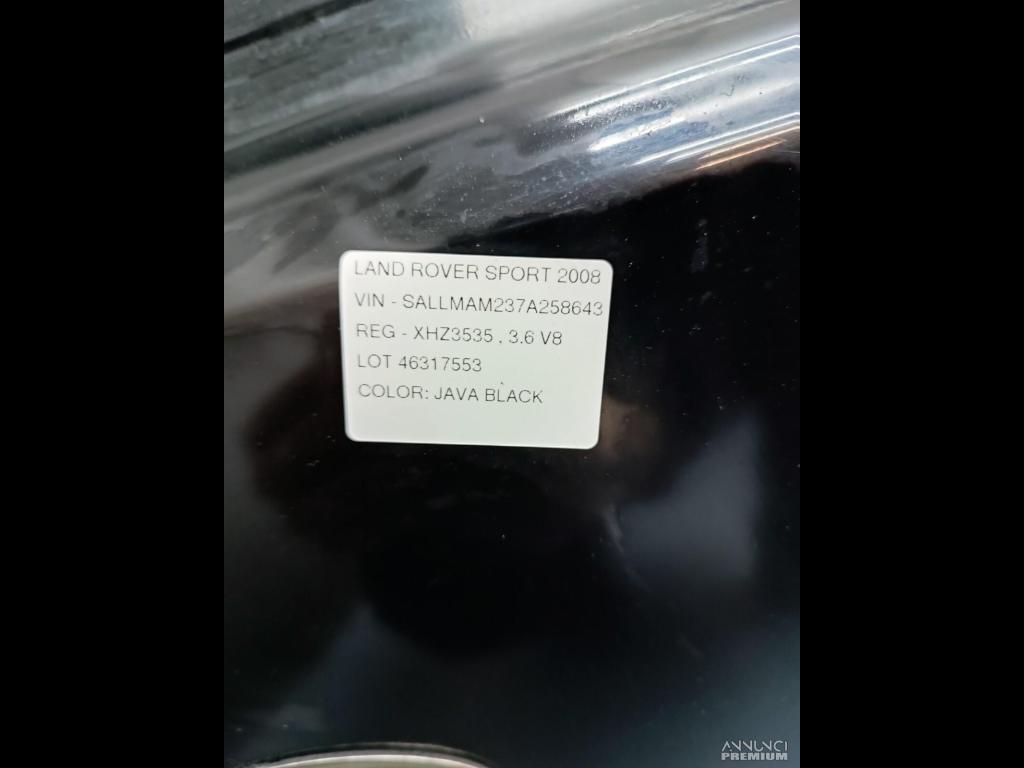 LAND ROVER SPORT 2008
VIN - SALLMAM237A258643
REG - XHZ3535 , 3.6 V8
LOT 46317553
COLOR: JAVA BLACK
ANNUNCI
PREMIUM